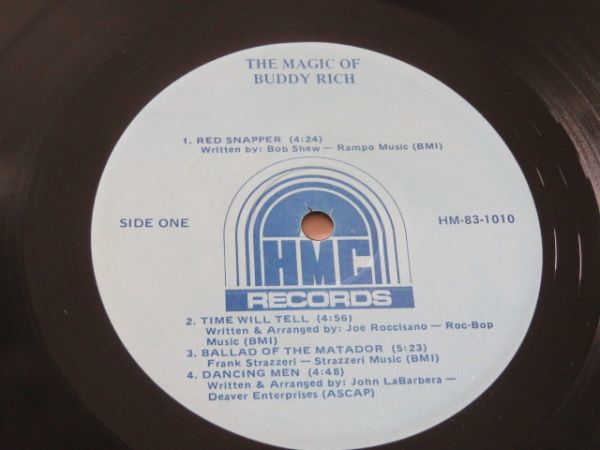 THE MAGIC OF
BUDDY RICH
1. RED SNAPPER (4:24)
Written by: Bob Shew — Rampo Music (BMI)
SIDE ONE
HM-83-1010
HMC
RECORDS
2. TIME WILL TELL (4:56)
Written & Arranged by: Joe Roccisano — Roc-Bop
Music (BMI)
3. BALLAD OF THE MATADOR (5:23)
Frank Strazzeri — Strazzeri Music (BMI)
4. DANCING MEN (4:48)
Written & Arranged by: John LaBarbera —
Deaver Enterprises (ASCAP)